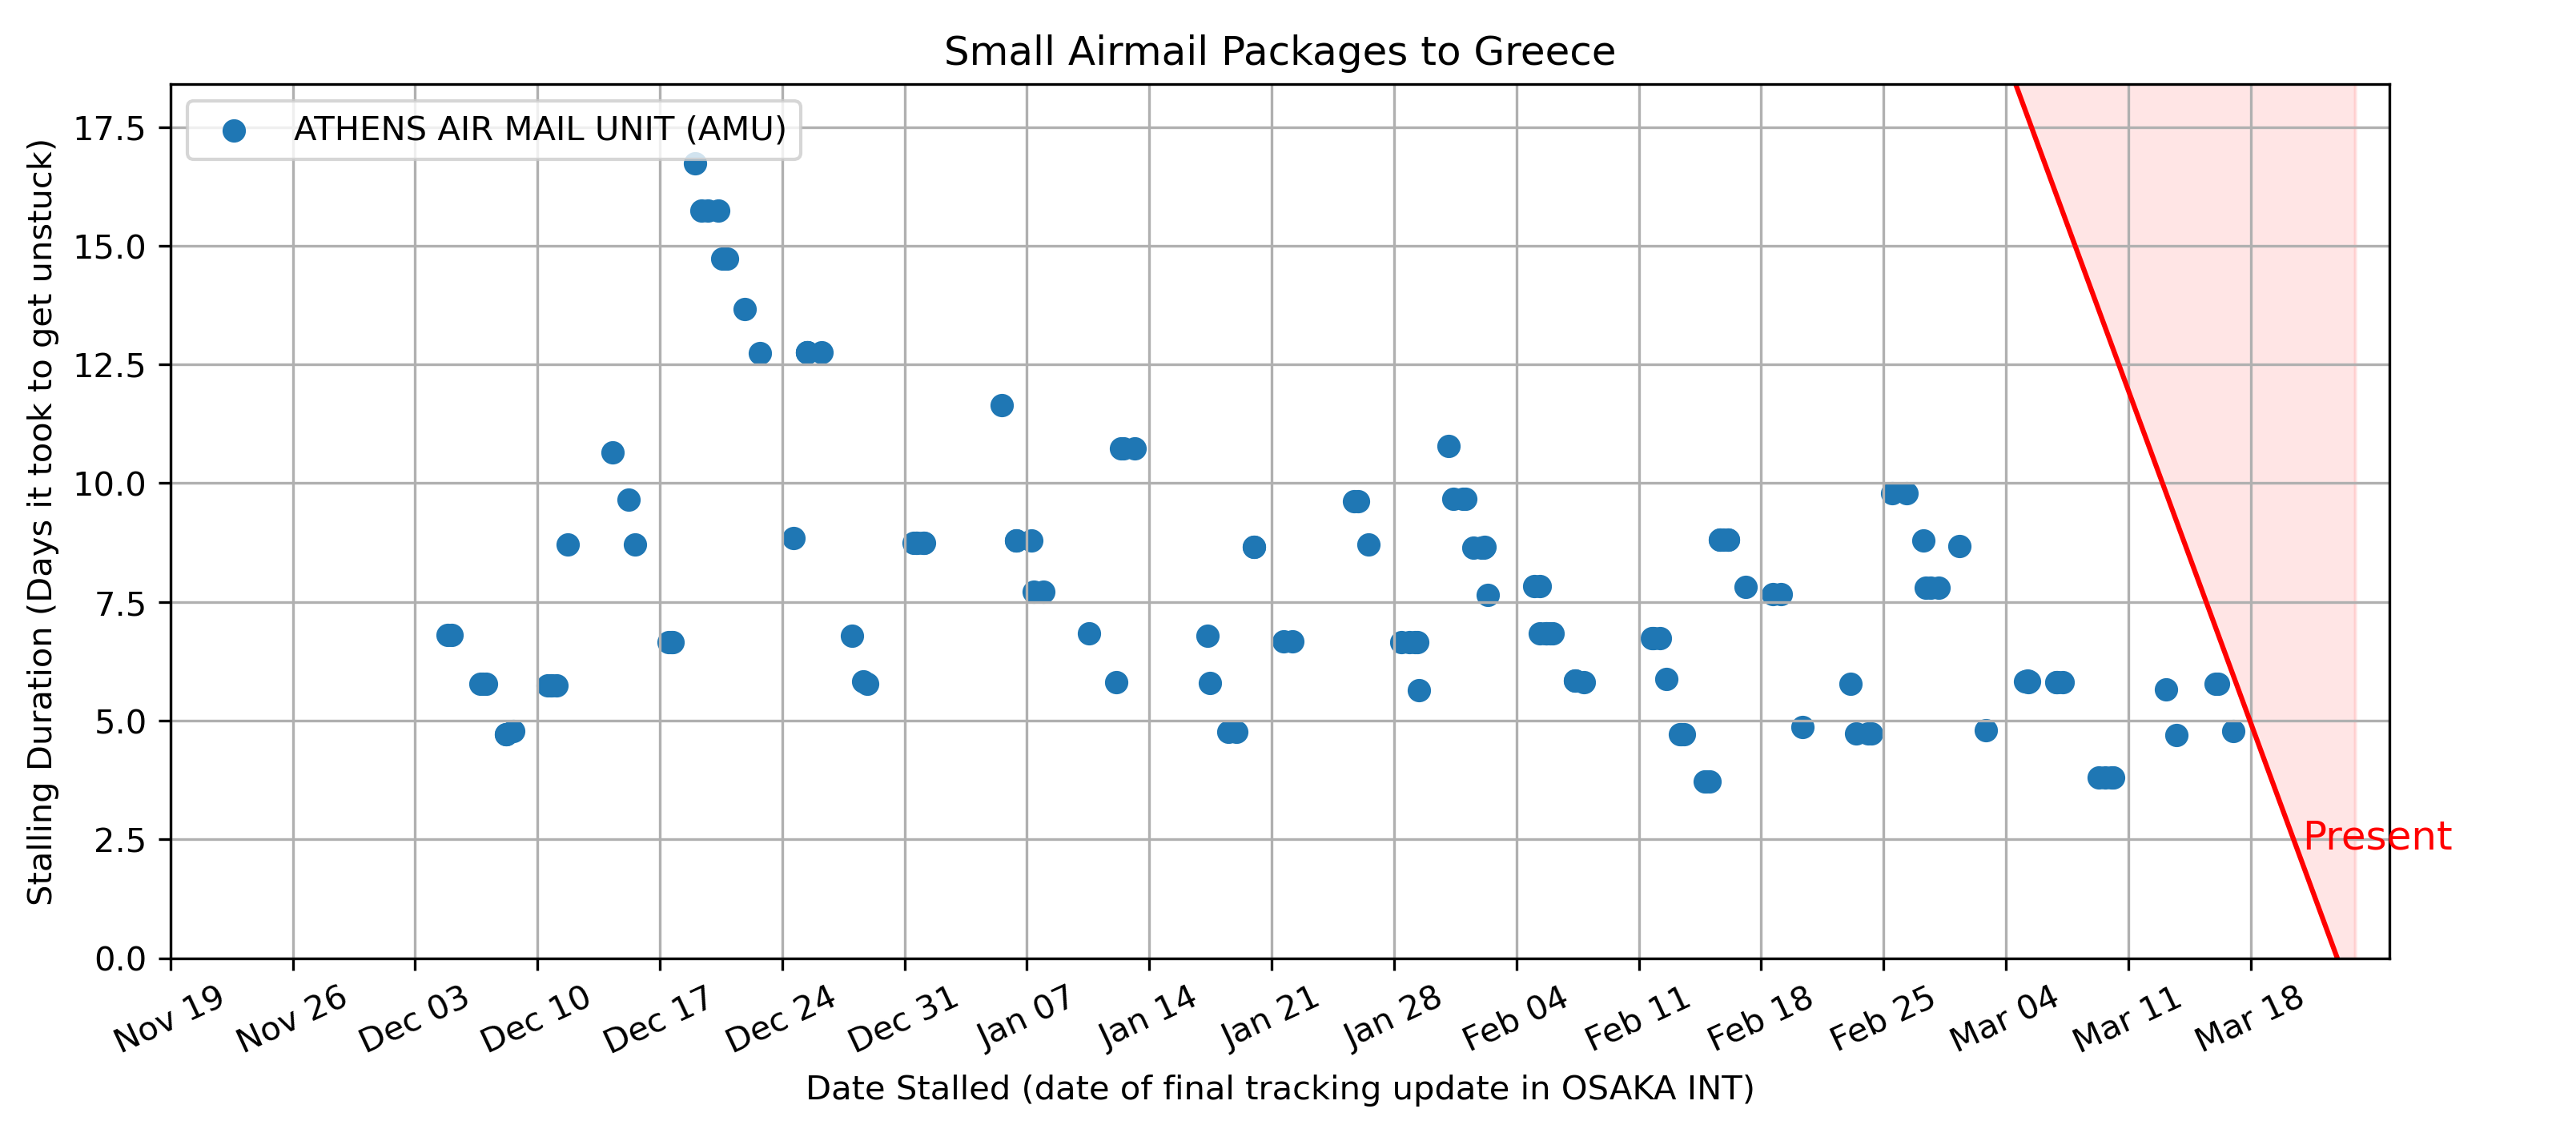 Small Airmail Packages to Greece
ATHENS AIR MAIL UNIT (AMU)
Stalling Duration (Days it took to get unstuck)
17.5
15.0
12.5
10.0
7.5
5.0
2.5
0.0
Present
Nov 19
Nov 26
Dec 03
Dec 10
Dec 17
Dec 24
Dec 31
Jan 07
Jan 14
Jan 21
Jan 28
Feb 04
Feb 11
Feb 18
Feb 25
Mar 04
Mar 11
Mar 18
Date Stalled (date of final tracking update in OSAKA INT)